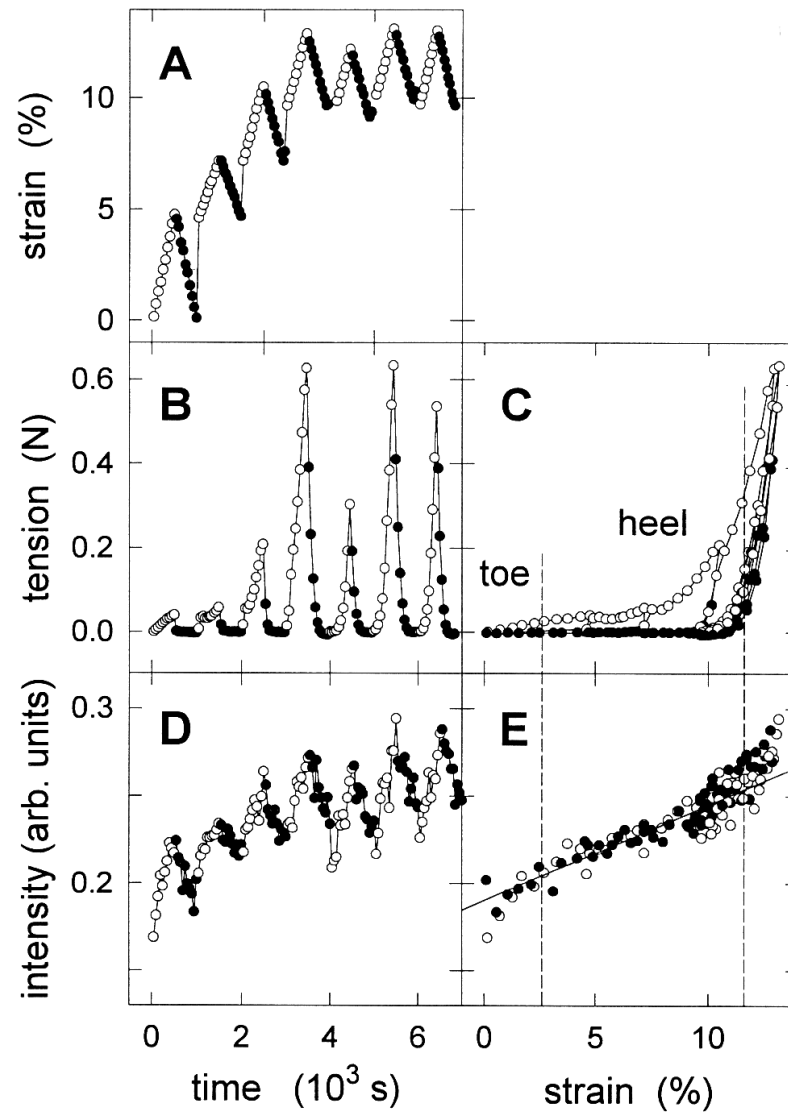 A
strain (%)
10
5
0
B
tension (N)
0.6
0.4
0.2
0.0
C
toe
heel
D
intensity (arb. units)
0.3
0.2
E
0 2 4 6
time (10³ s)
0 5 10
strain (%)